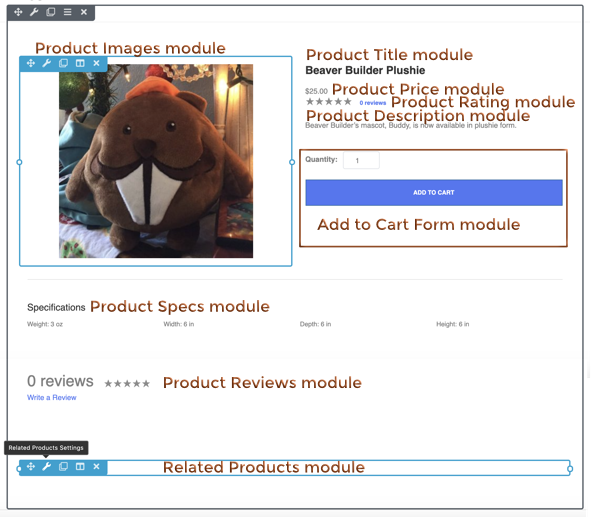 Product Images module
Product Title module
Beaver Builder Plushie
$25.00 Product Price module
0 reviews Product Rating module
Product Description module
Beaver Builder's mascot, Buddy, is now available in plushie form.
Quantity: 1
ADD TO CART
Add to Cart Form module
Specifications Product Specs module
Weight: 3 oz Width: 6 in Depth: 6 in Height: 6 in
0 reviews Product Reviews module
Write a Review
Related Products Settings
Related Products module